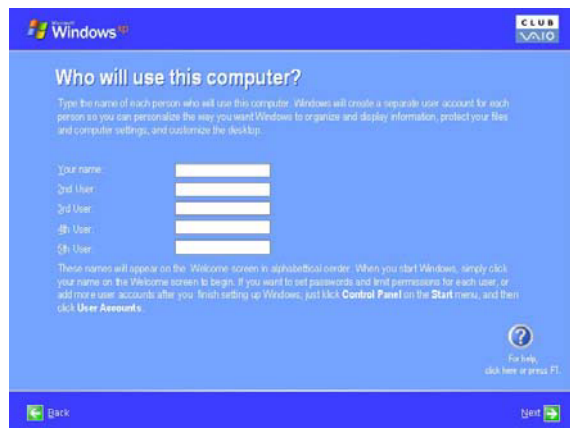 Microsoft
Windows xp
CLUB
VAIO
Who will use this computer?
Type the name of each person who will use this computer. Windows will create a separate user account for each
person so you can personalize the way you want Windows to organize and display information, protect your files
and computer settings, and customize the desktop.
Your name:
2nd User:
3rd User:
4th User:
5th User:
These names will appear on the Welcome screen in alphabetical oerder. When you start Windows, simply click
your name on the Welcome screen to begin. If you want to set passwords and limit permissions for each user, or
add more user accounts after you finish setting up Windows, just klick Control Panel on the Start menu, and then
click User Accounts.
?
For help,
click here or press F1.
Back
Next